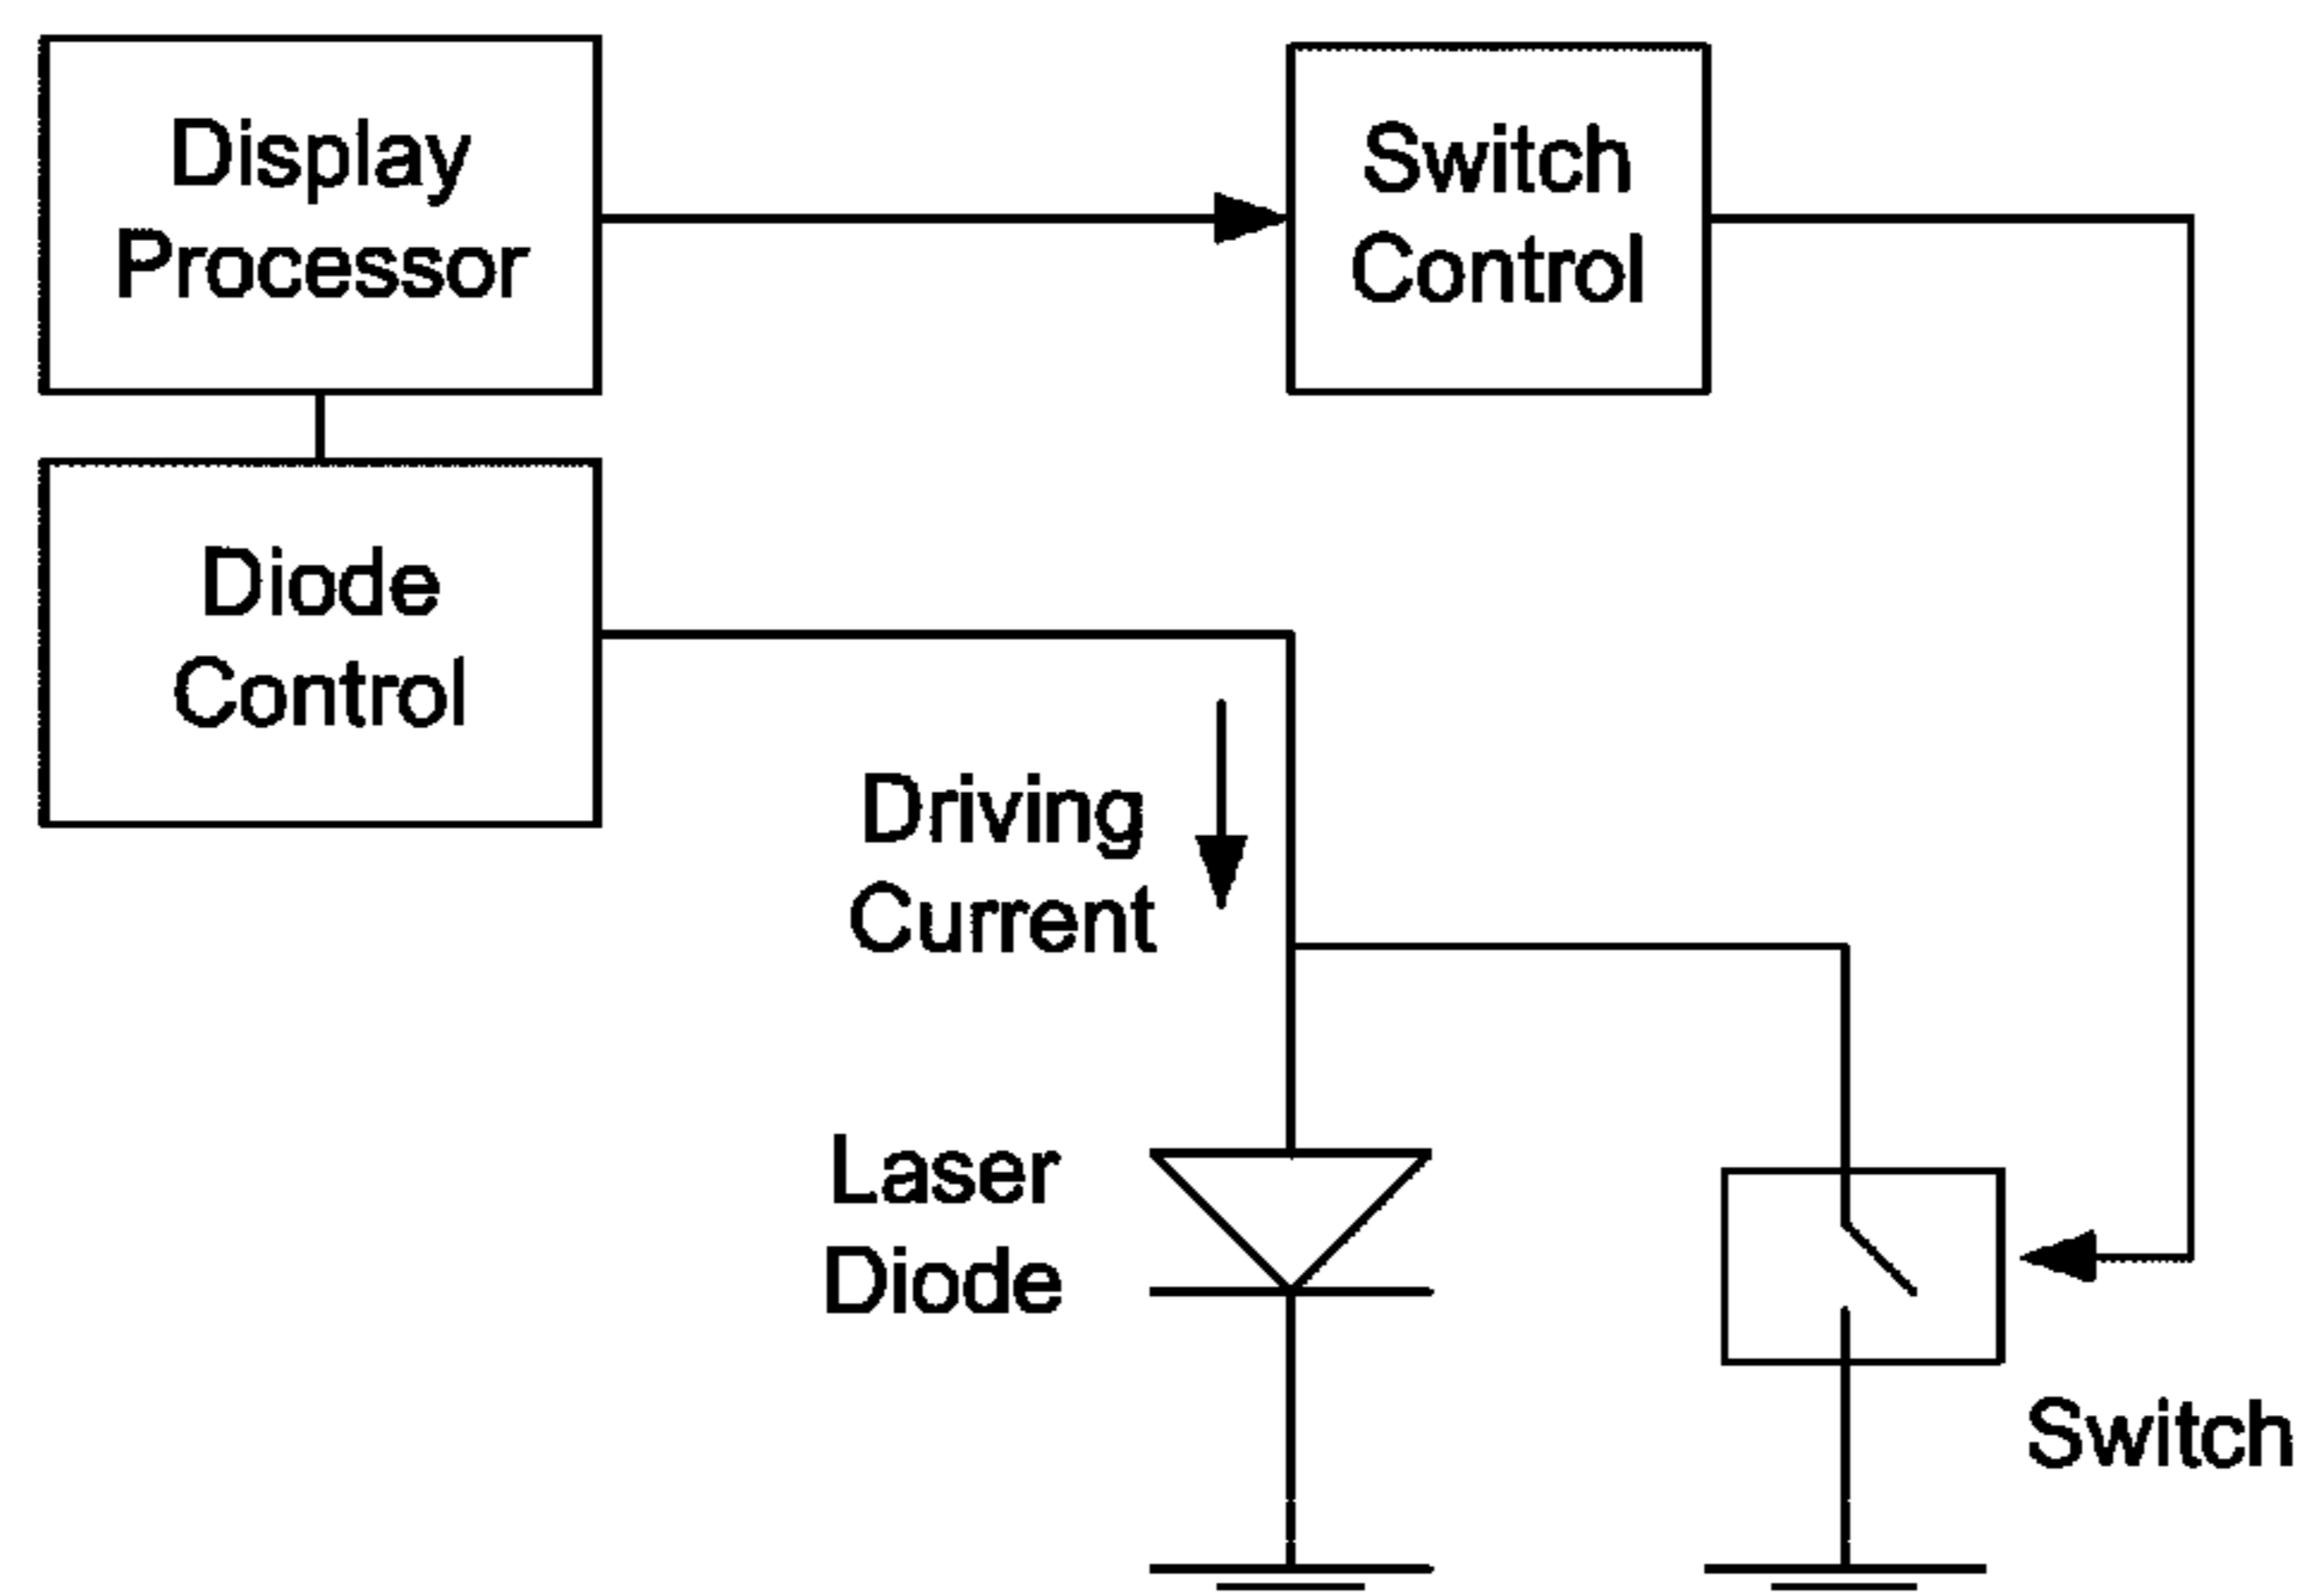 Display
Processor
Switch
Control
Diode
Control
Driving
Current
Laser
Diode
Switch